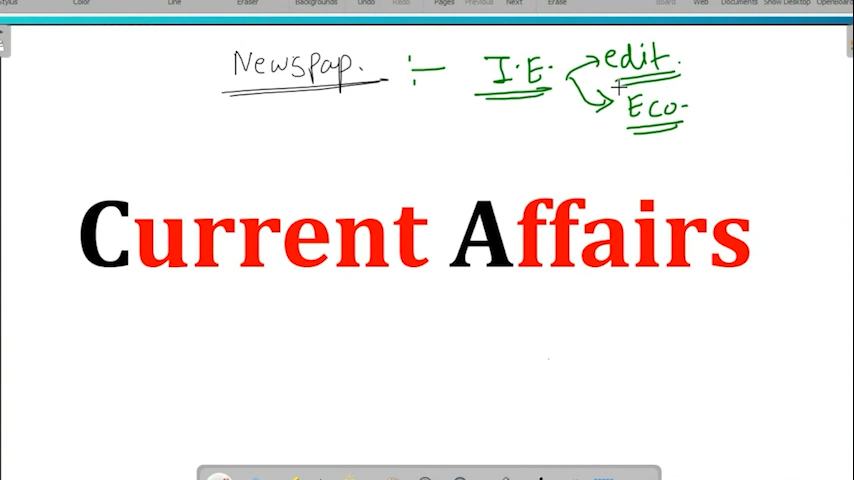 Stylus Color Line Eraser Backgrounds Undo Redo Pages Previous Next Erase Board Web Documents Show Desktop OpenBoard
Newspap. :- I.E. edit.
Eco.
Current Affairs